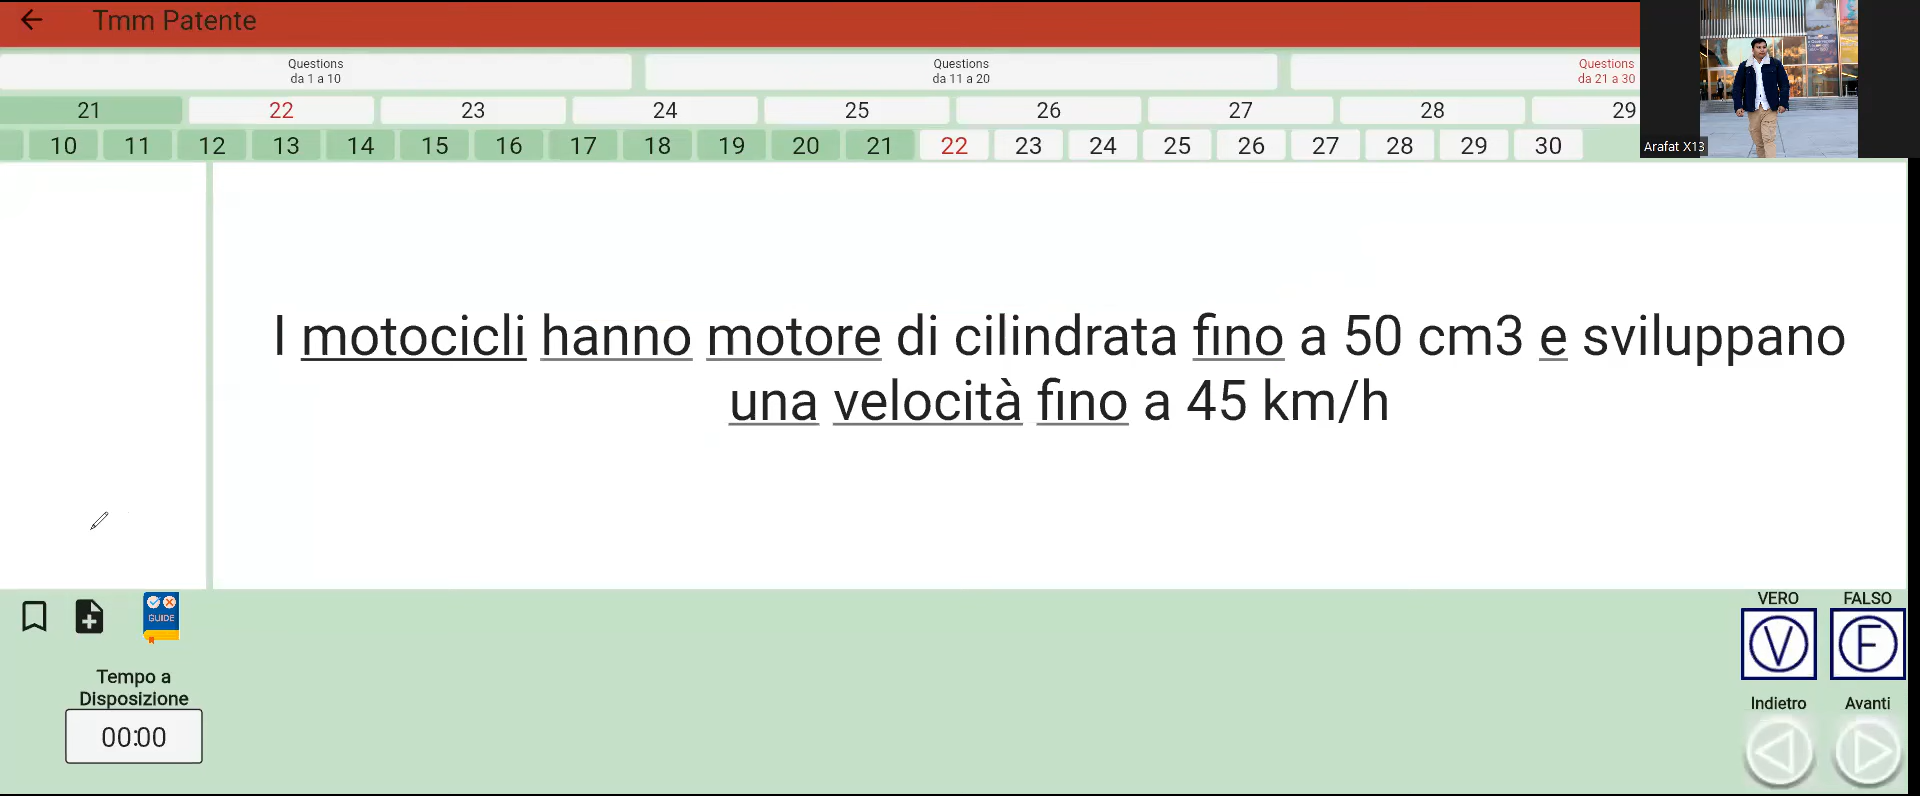 Tmm Patente
Questions
da 1 a 10
Questions
da 11 a 20
Questions
da 21 a 30
21 22 23 24 25 26 27 28 29
10 11 12 13 14 15 16 17 18 19 20 21 22 23 24 25 26 27 28 29 30
Arafat X13
I motocicli hanno motore di cilindrata fino a 50 cm3 e sviluppano
una velocità fino a 45 km/h
GUIDE
VERO FALSO
V F
Tempo a
Disposizione
00:00
Indietro Avanti